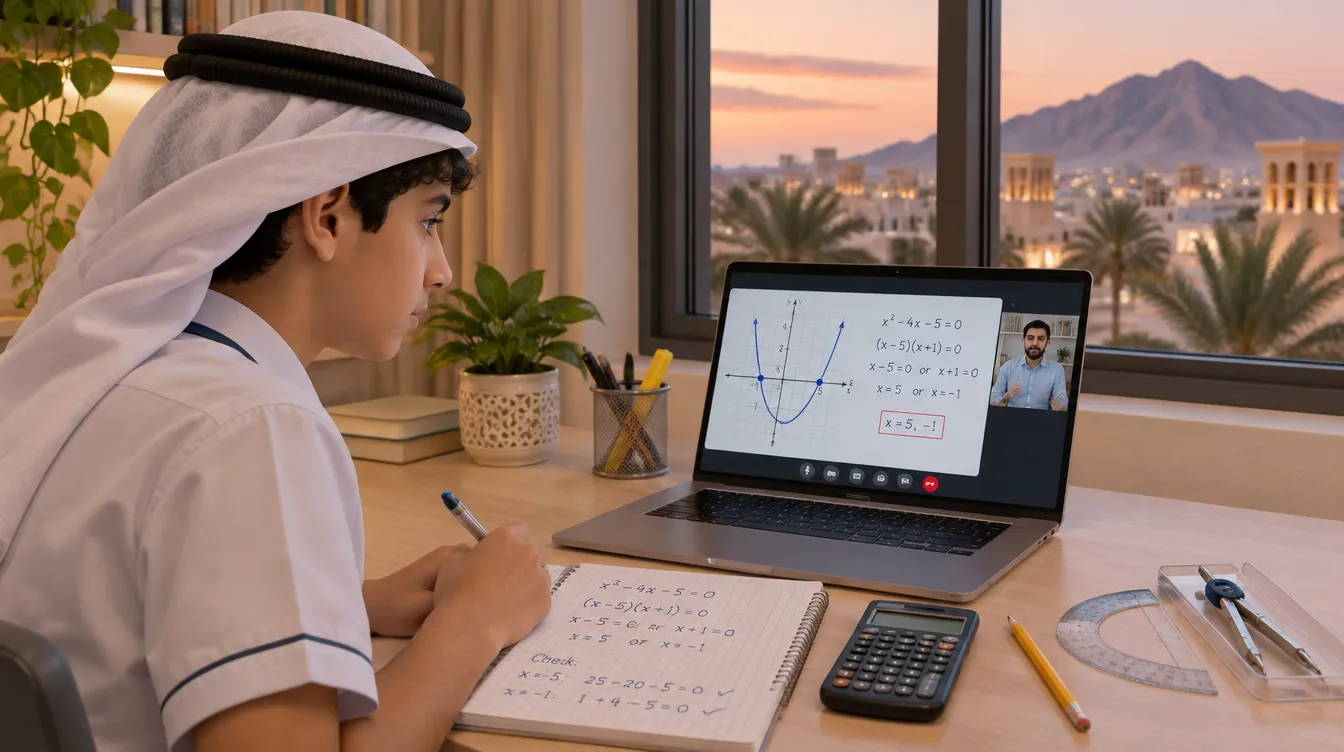 x² - 4x - 5 = 0
(x - 5)(x + 1) = 0
x - 5 = 0 or x + 1 = 0
x = 5 or x = -1
x = 5, -1
5
x² - 4x - 5 = 0
(x - 5)(x + 1) = 0
x - 5 = x + 1 = 0
x = 5 or x = -1
Check:
x = -5: 25 - 20 - 5 = 0 ✓
x = -1: 1 + 4 - 5 = 0 ✓